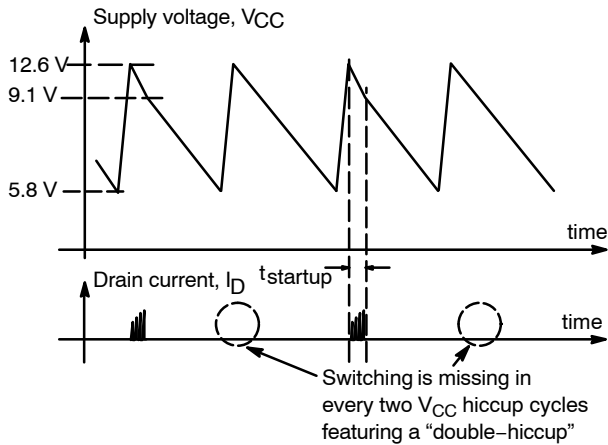 Supply voltage, VCC
12.6 V
9.1 V
5.8 V
time
tstartup
Drain current, ID
time
Switching is missing in
every two VCC hiccup cycles
featuring a “double−hiccup”